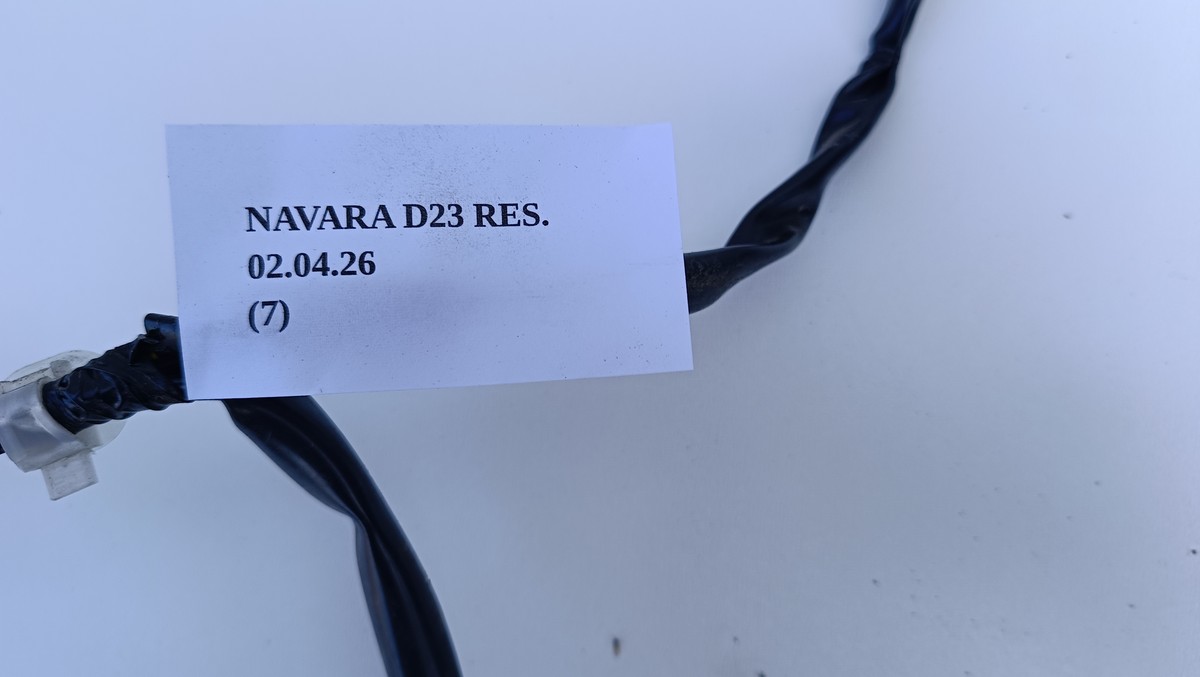 NAVARA D23 RES.
02.04.26
(7)